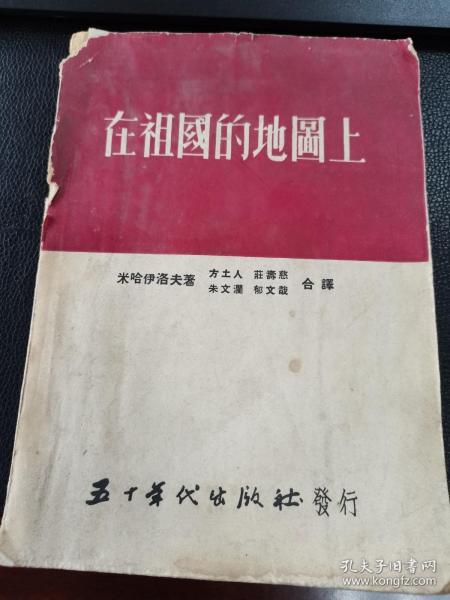 在祖國的地圖上
米哈伊洛夫著 方土人 莊壽慈 合譯
朱文瀾 郁文哉
五十年代出版社發行
孔夫子旧书网
www.kongfz.com